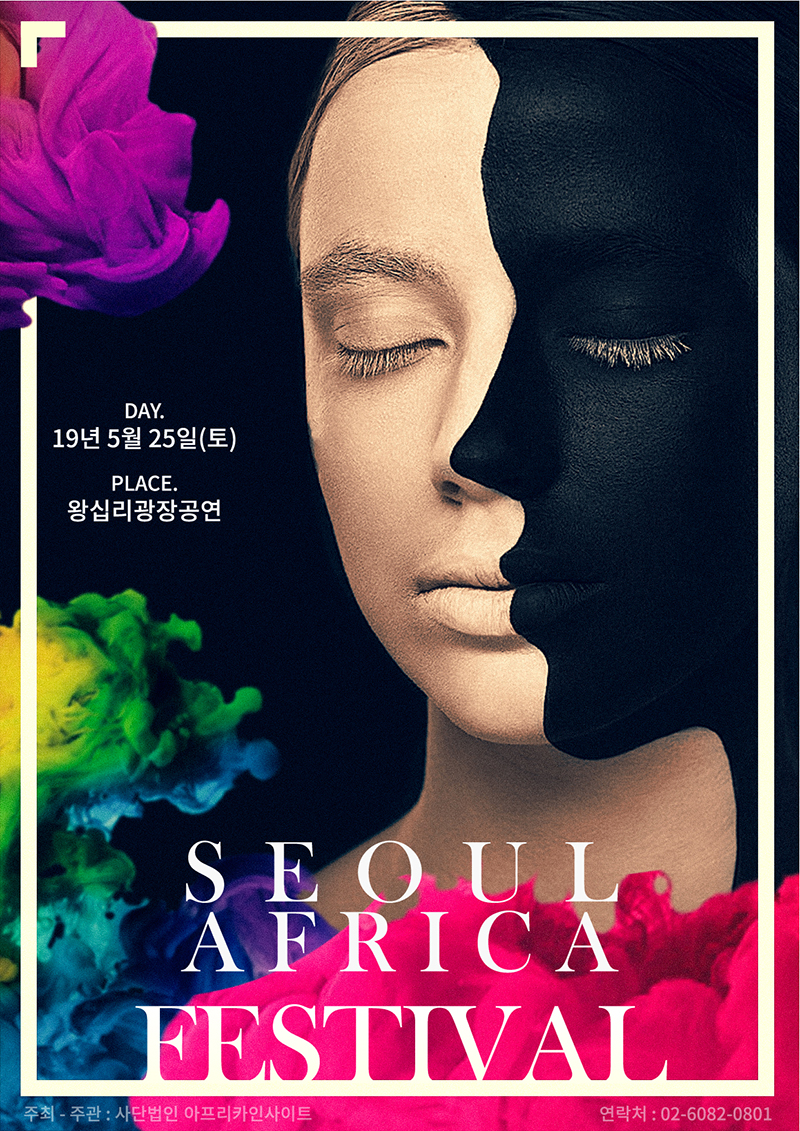 DAY.
19년 5월 25일(토)
PLACE.
왕십리광장공연
SEOUL
AFRICA
FESTIVAL
주최 - 주관 : 사단법인 아프리카인사이트
연락처 : 02-6082-0801